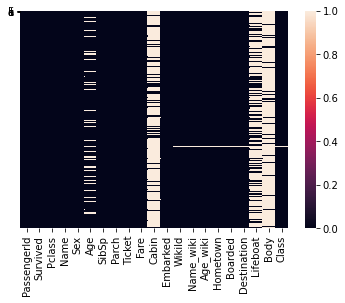 1.0
0.8
0.6
0.4
0.2
0.0
PassengerId
Survived
Pclass
Name
Sex
Age
SibSp
Parch
Ticket
Fare
Cabin
Embarked
WikiId
Name_wiki
Age_wiki
Hometown
Boarded
Destination
Lifeboat
Body
Class